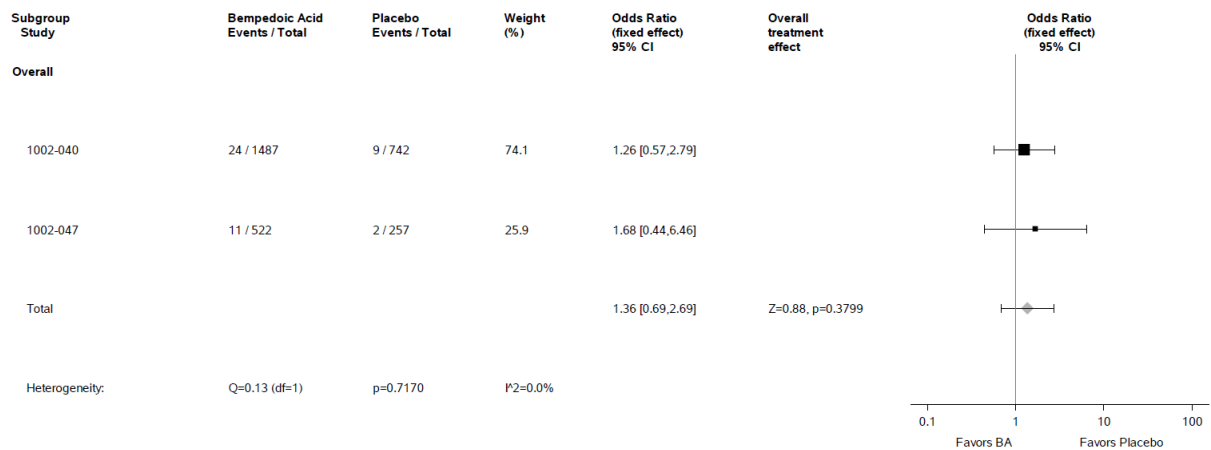 Subgroup Bempedoic Acid Placebo Weight Odds Ratio Overall Odds Ratio
Study Events / Total Events / Total (%) (fixed effect) treatment (fixed effect)
95% CI effect 95% CI
Overall
1002-040 24 / 1487 9 / 742 74.1 1.26 [0.57,2.79]
1002-047 11 / 522 2 / 257 25.9 1.68 [0.44,6.46]
Total 1.36 [0.69,2.69] Z=0.88, p=0.3799
Heterogeneity: Q=0.13 (df=1) p=0.7170 I^2=0.0%
0.1 1 10 100
Favors BA Favors Placebo